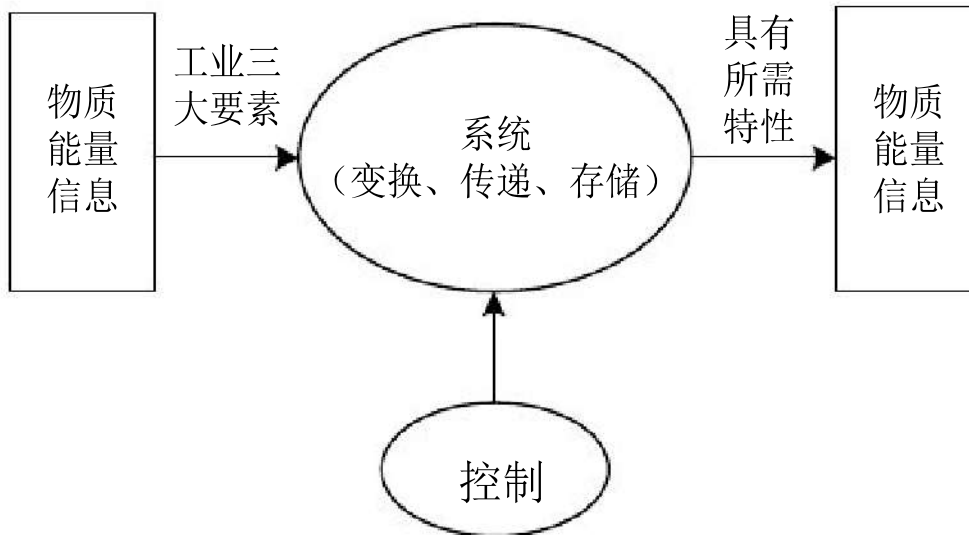 物质
能量
信息
工业三
大要素
系统
（变换、传递、存储）
具有
所需
特性
物质
能量
信息
控制